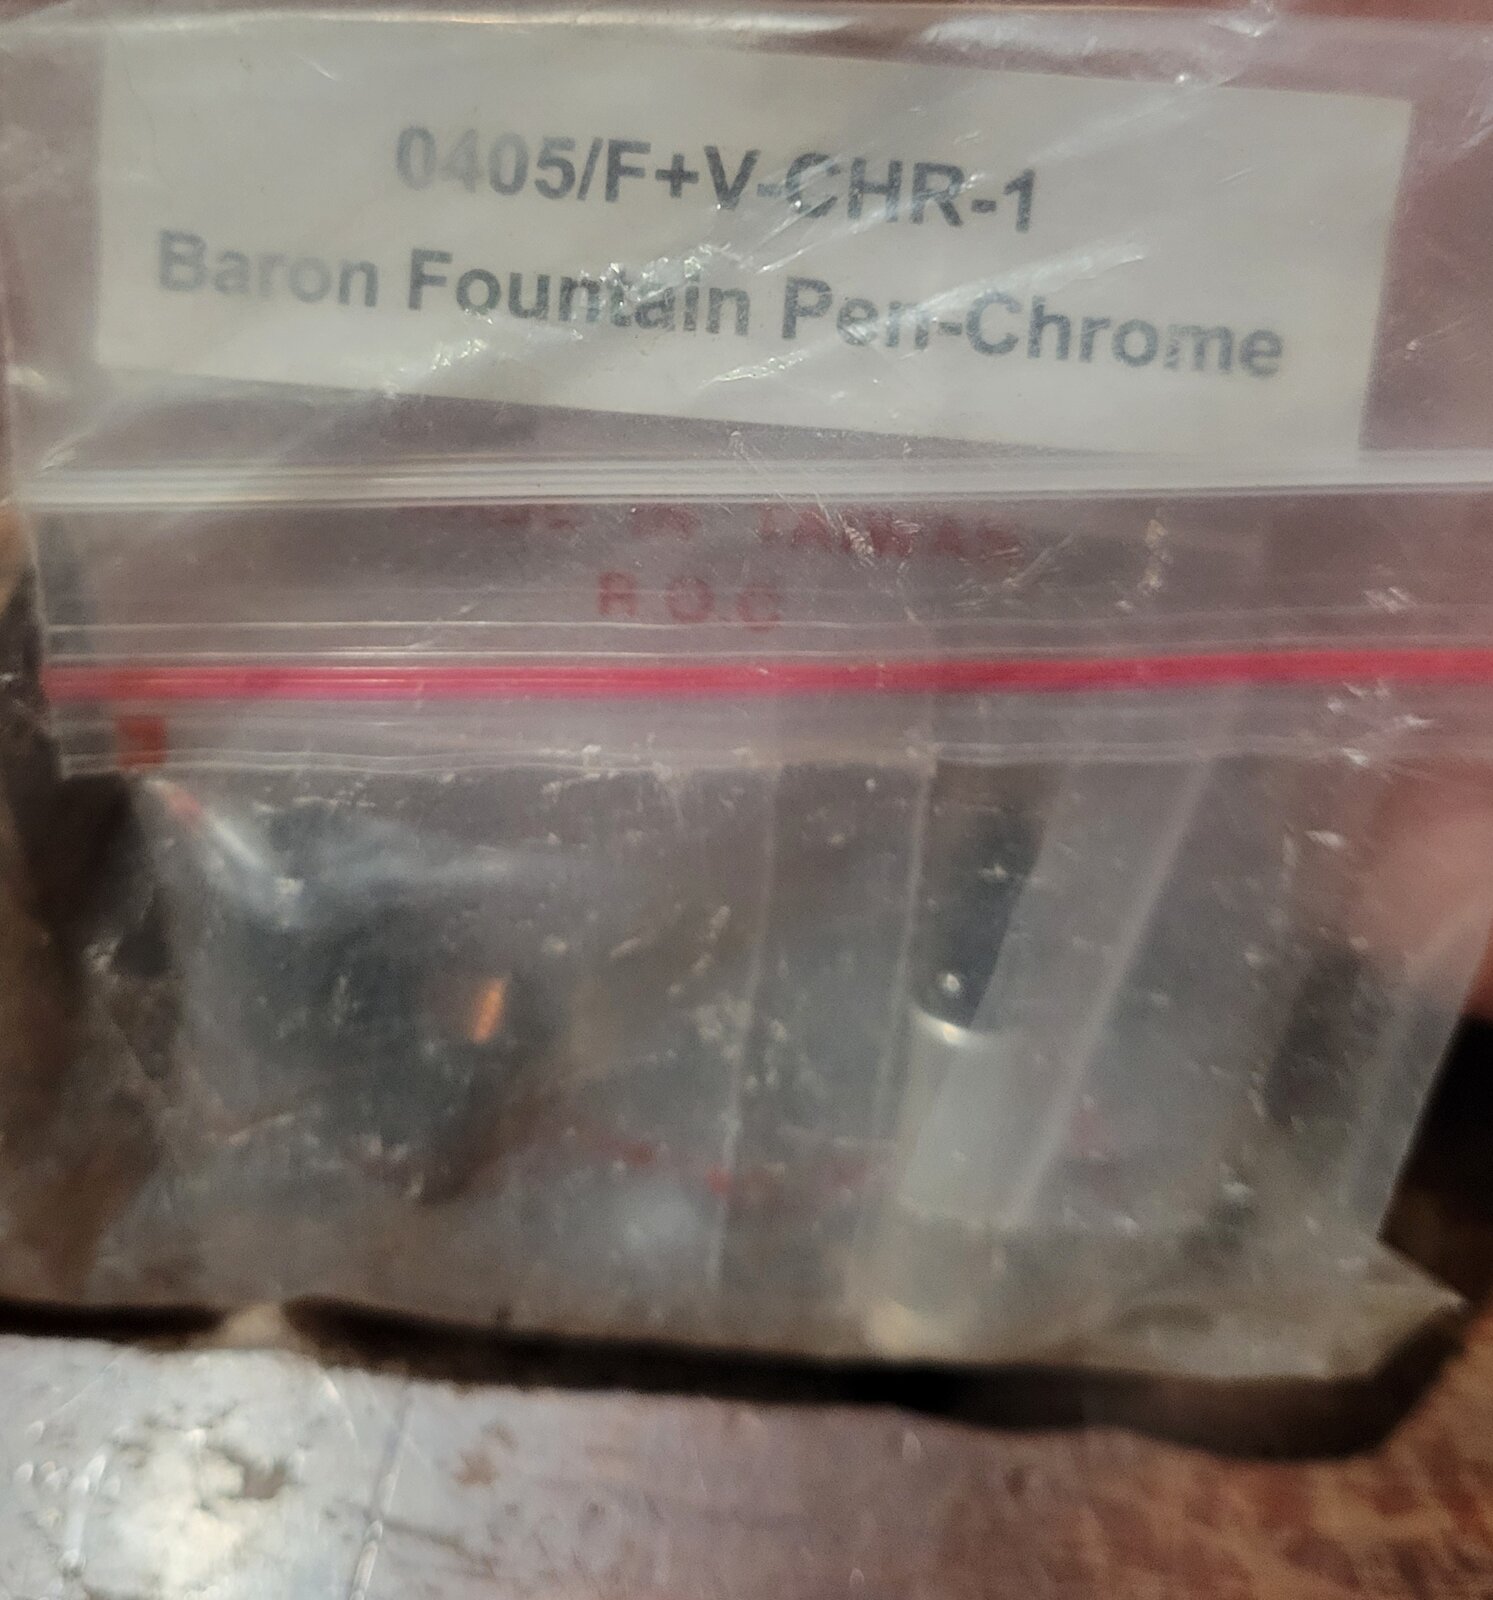 0405/F+V-CHR-1
Baron Fountain Pen-Chrome
R.O.C